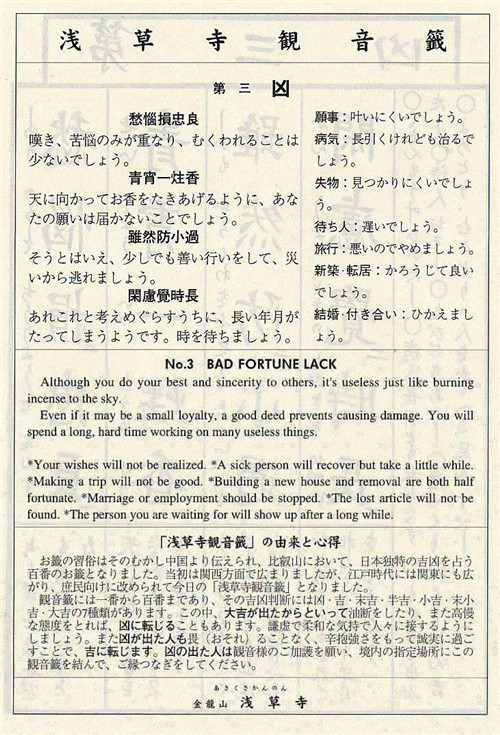 浅草寺観音籤
第三 凶
愁惱損忠良
嘆き、苦悩のみが重なり、むくわれることは
少ないでしょう。
青宵一炷香
天に向かってお香をたきあげるように、あな
たの願いは届かないことでしょう。
雖然防小過
そうとはいえ、少しでも善い行いをして、災
いから逃れましょう。
閑慮覺時長
あれこれと考えめぐらすうちに、長い年月が
たってしまうようです。時を待ちましょう。
願事：叶いにくいでしょう。
病気：長引くけれども治るで
しょう。
失物：見つかりにくいでしょ
う。
待ち人：遅いでしょう。
旅行：悪いのでやめましょう。
新築・転居：かろうじて良い
でしょう。
結婚・付き合い：ひかえまし
ょう。
No.3 BAD FORTUNE LACK
Although you do your best and sincerity to others, it's useless just like burning
incense to the sky.
Even if it may be a small loyalty, a good deed prevents causing damage. You will
spend a long, hard time working on many useless things.
*Your wishes will not be realized. *A sick person will recover but take a little while.
*Making a trip will not be good. *Building a new house and removal are both half
fortunate. *Marriage or employment should be stopped. *The lost article will not be
found. *The person you are waiting for will show up after a long while.
「浅草寺観音籤」の由来と心得
お籤の習俗はそのむかし中国より伝えられ、比叡山において、日本独特の吉凶を占う
百番のお籤となりました。当初は関西方面で広まりましたが、江戸時代には関東にも広
がり、庶民向けに改められて今日の「浅草寺観音籤」となりました。
観音籤には一番から百番まであり、その吉凶判断には凶・吉・末吉・半吉・小吉・末小
吉・大吉の7種類があります。この中、大吉が出たからといって油断をしたり、また高慢
な態度をとれば、凶に転じることもあります。謙虚で柔和な気持で人々に接するように
しましょう。また凶が出た人も畏（おそれ）ることなく、辛抱強さをもって誠実に過ご
すことで、吉に転じます。凶の出た人は観音様のご加護を願い、境内の指定場所にこの
観音籤を結んで、ご縁つなぎをしてください。
あさくさかんのん
金龍山 浅草寺